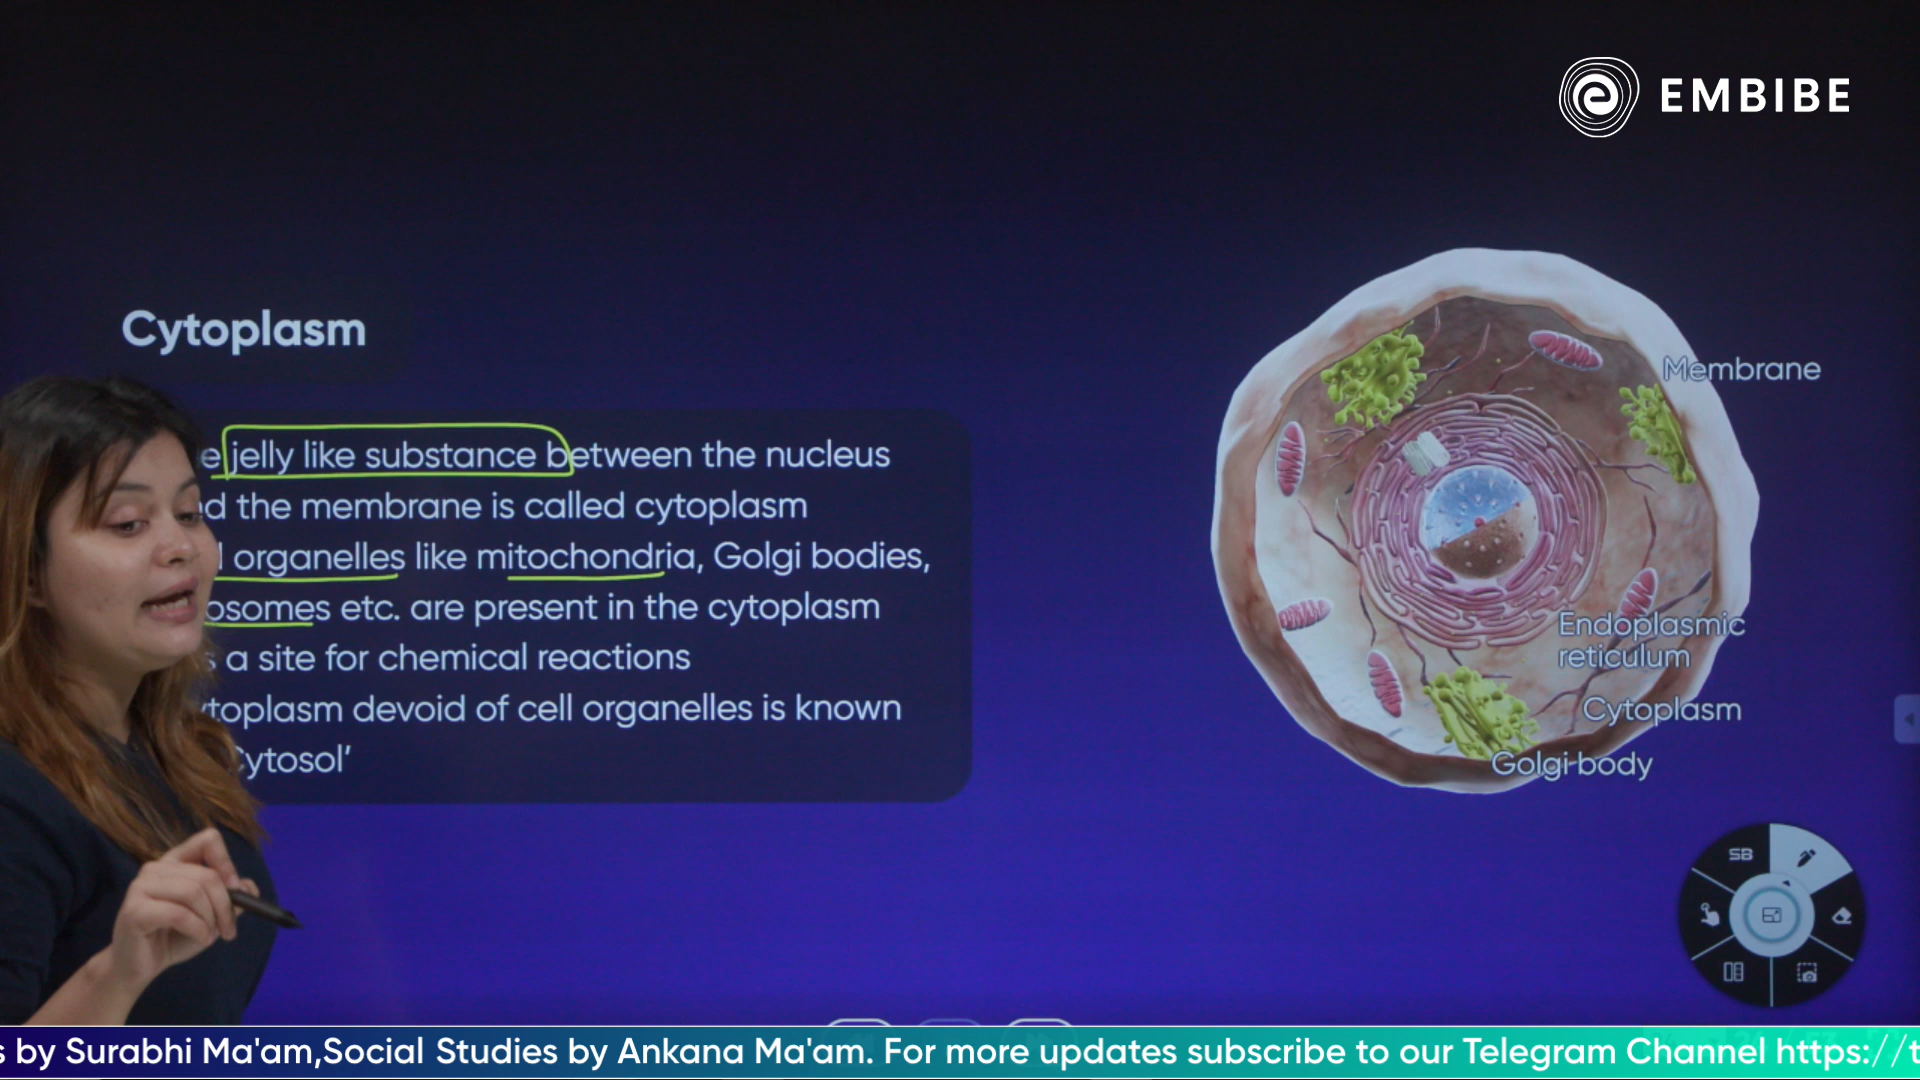 EMBIBE
Cytoplasm
jelly like substance between the nucleus
the membrane is called cytoplasm
organelles like mitochondria, Golgi bodies,
etc. are present in the cytoplasm
a site for chemical reactions
devoid of cell organelles is known
Membrane
Endoplasmic
reticulum
Cytoplasm
Golgi body
SB
by Surabhi Ma'am,Social Studies by Ankana Ma'am. For more updates subscribe to our Telegram Channel https://t